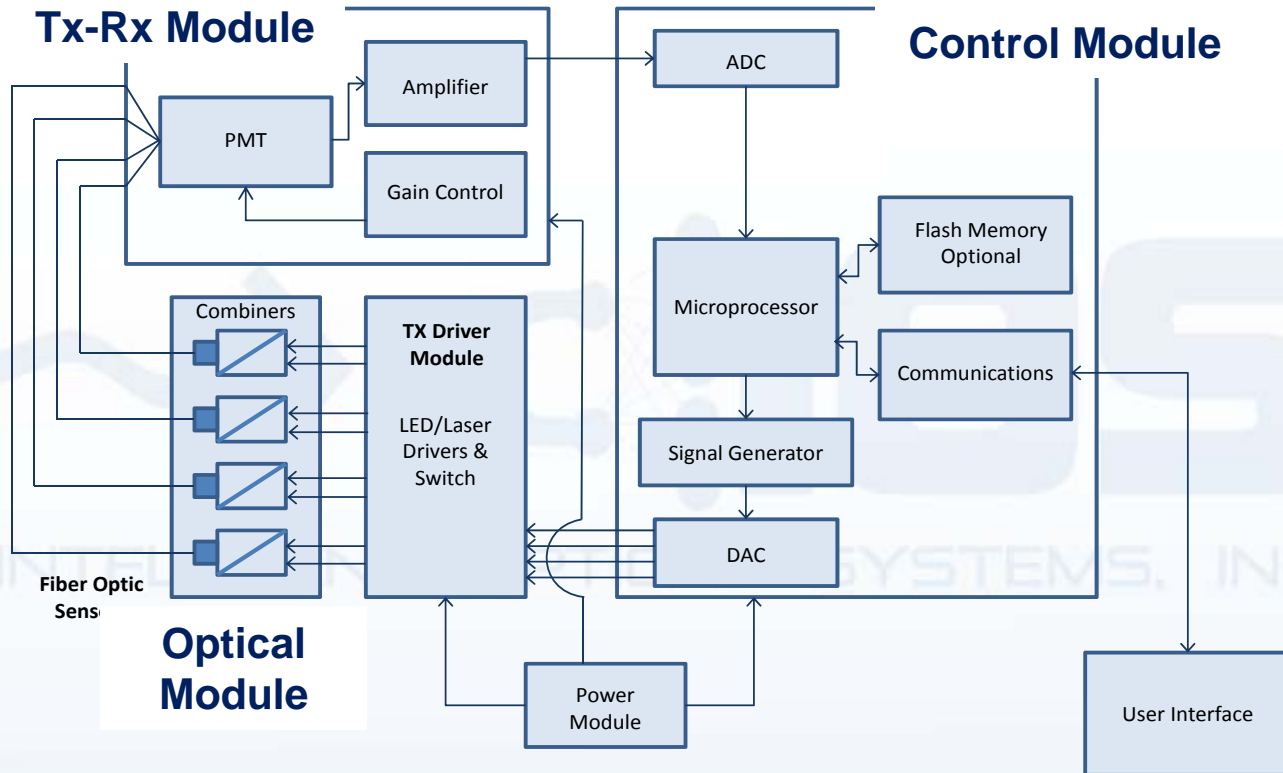 Tx-Rx Module
Control Module
Amplifier
ADC
PMT
Gain Control
Flash Memory
Optional
Microprocessor
Combiners
TX Driver
Module
Communications
LED/Laser
Drivers &
Switch
Signal Generator
DAC
Fiber Optic
Optical
Module
Power
Module
User Interface